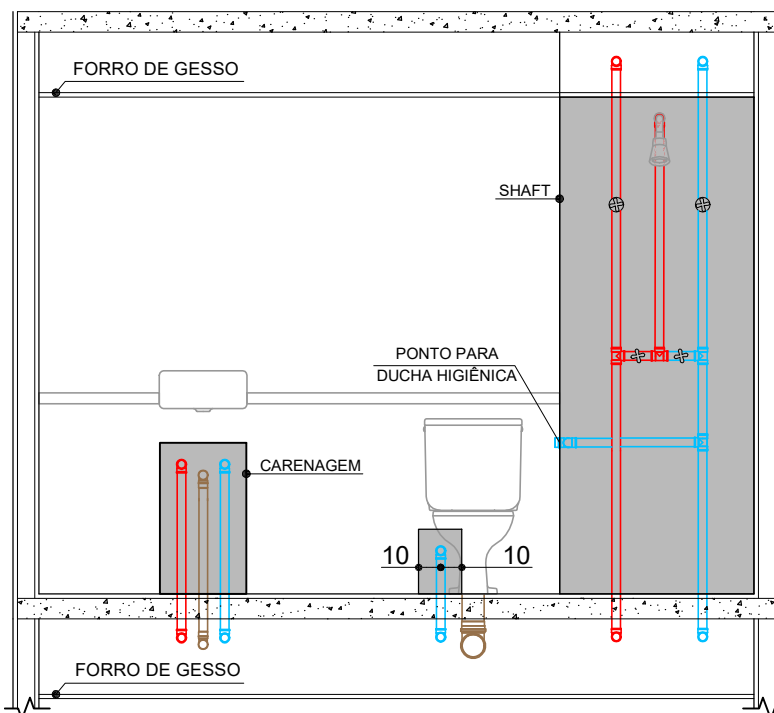 FORRO DE GESSO
SHAFT
PONTO PARA
DUCHA HIGIÊNICA
CARENAGEM
10 10
FORRO DE GESSO